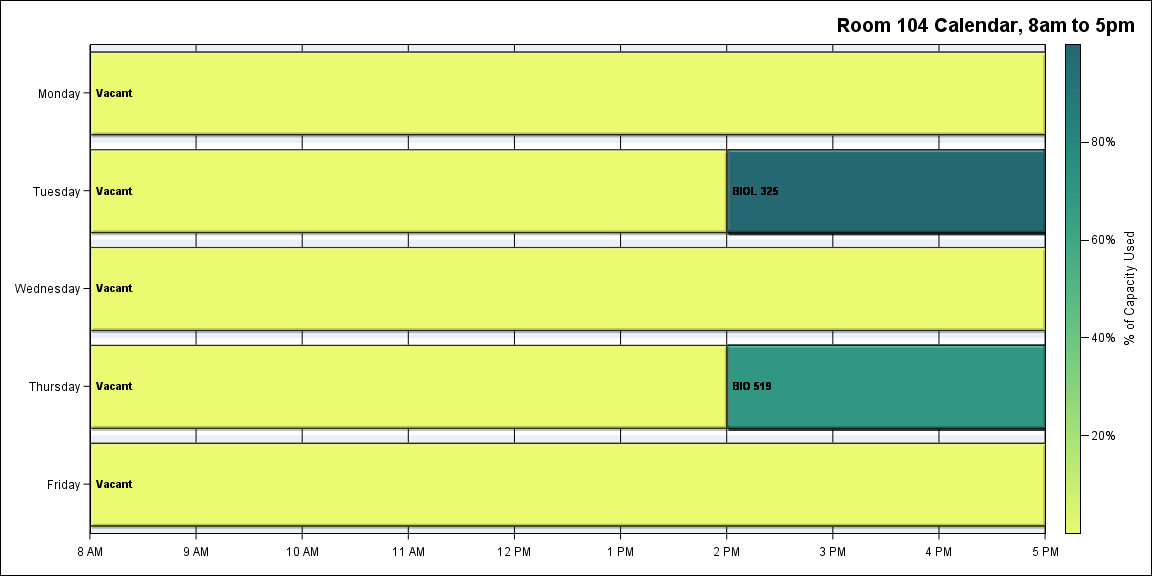 Room 104 Calendar, 8am to 5pm
Monday
Vacant
Tuesday
Vacant
BIOL 325
Wednesday
Vacant
Thursday
Vacant
BIO 519
Friday
Vacant
8 AM 9 AM 10 AM 11 AM 12 PM 1 PM 2 PM 3 PM 4 PM 5 PM
80%
60%
40%
20%
% of Capacity Used